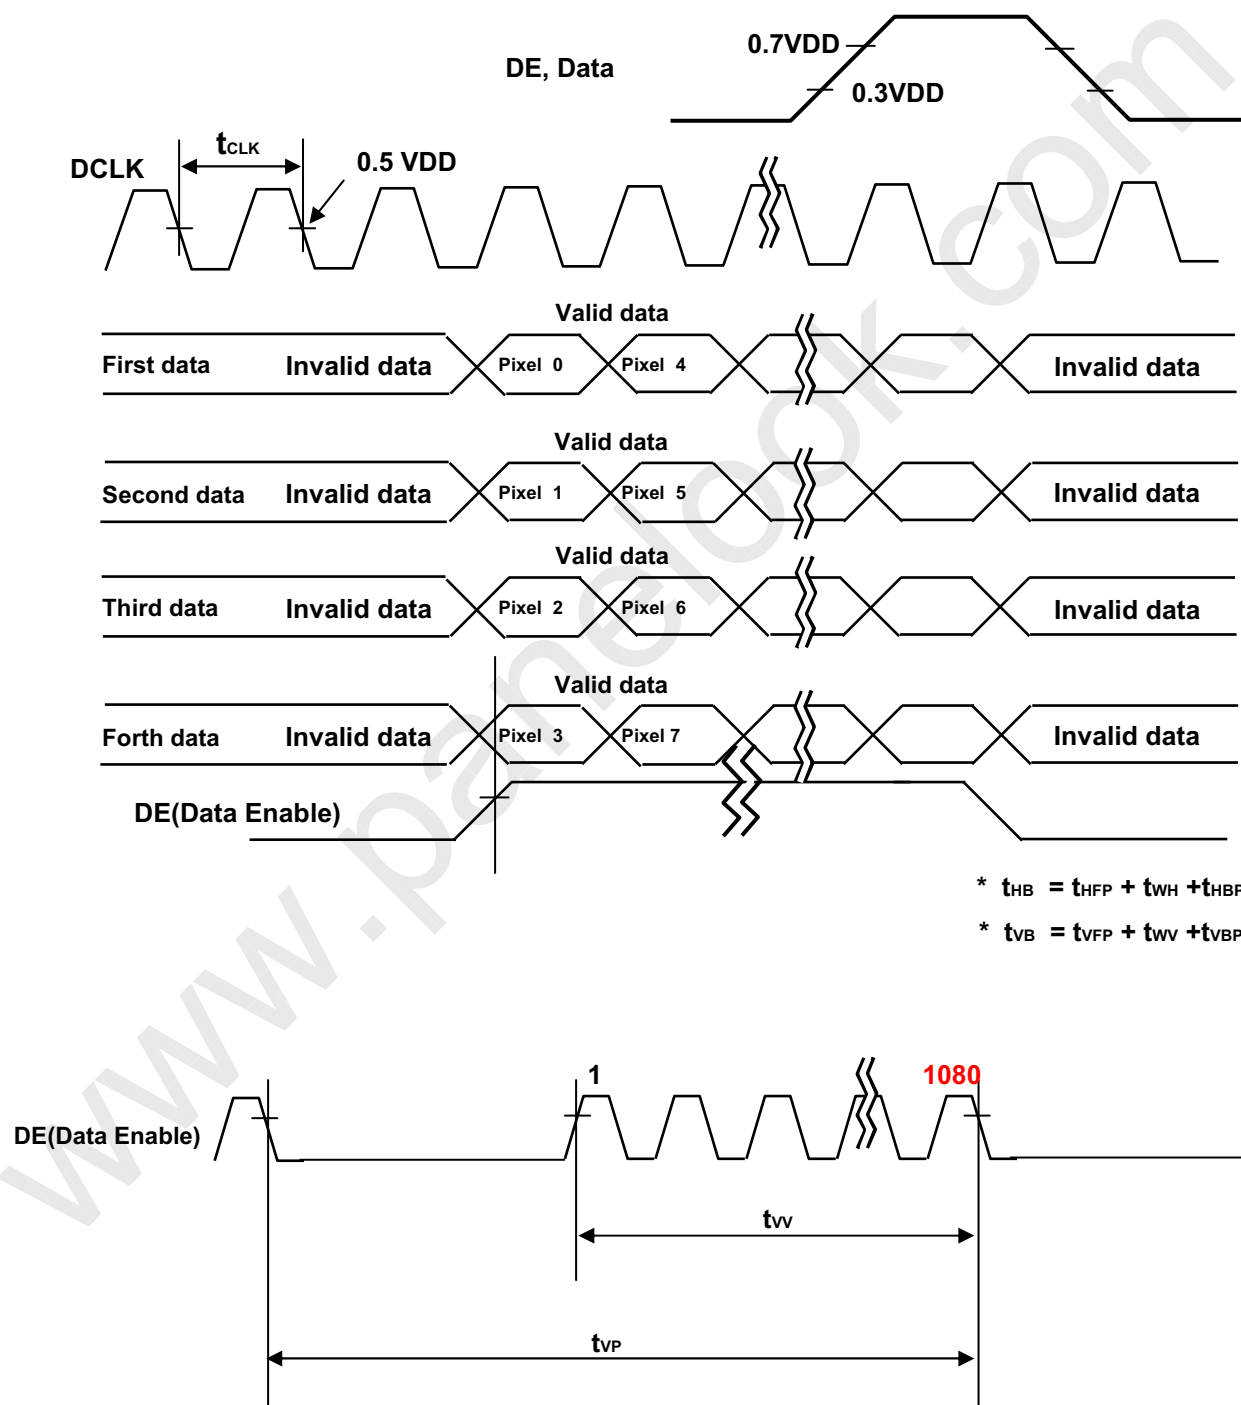 0.7VDD
DE, Data
0.3VDD
tCLK
0.5 VDD
DCLK
Valid data
First data Invalid data Pixel 0 Pixel 4 Invalid data
Valid data
Second data Invalid data Pixel 1 Pixel 5 Invalid data
Valid data
Third data Invalid data Pixel 2 Pixel 6 Invalid data
Valid data
Forth data Invalid data Pixel 3 Pixel 7 Invalid data
DE(Data Enable)
* tHB = tHFP + tWH +tHBP
* tVB = tVFP + tWV +tVBP
1 1080
DE(Data Enable)
tVV
tVP
www.panelook.com